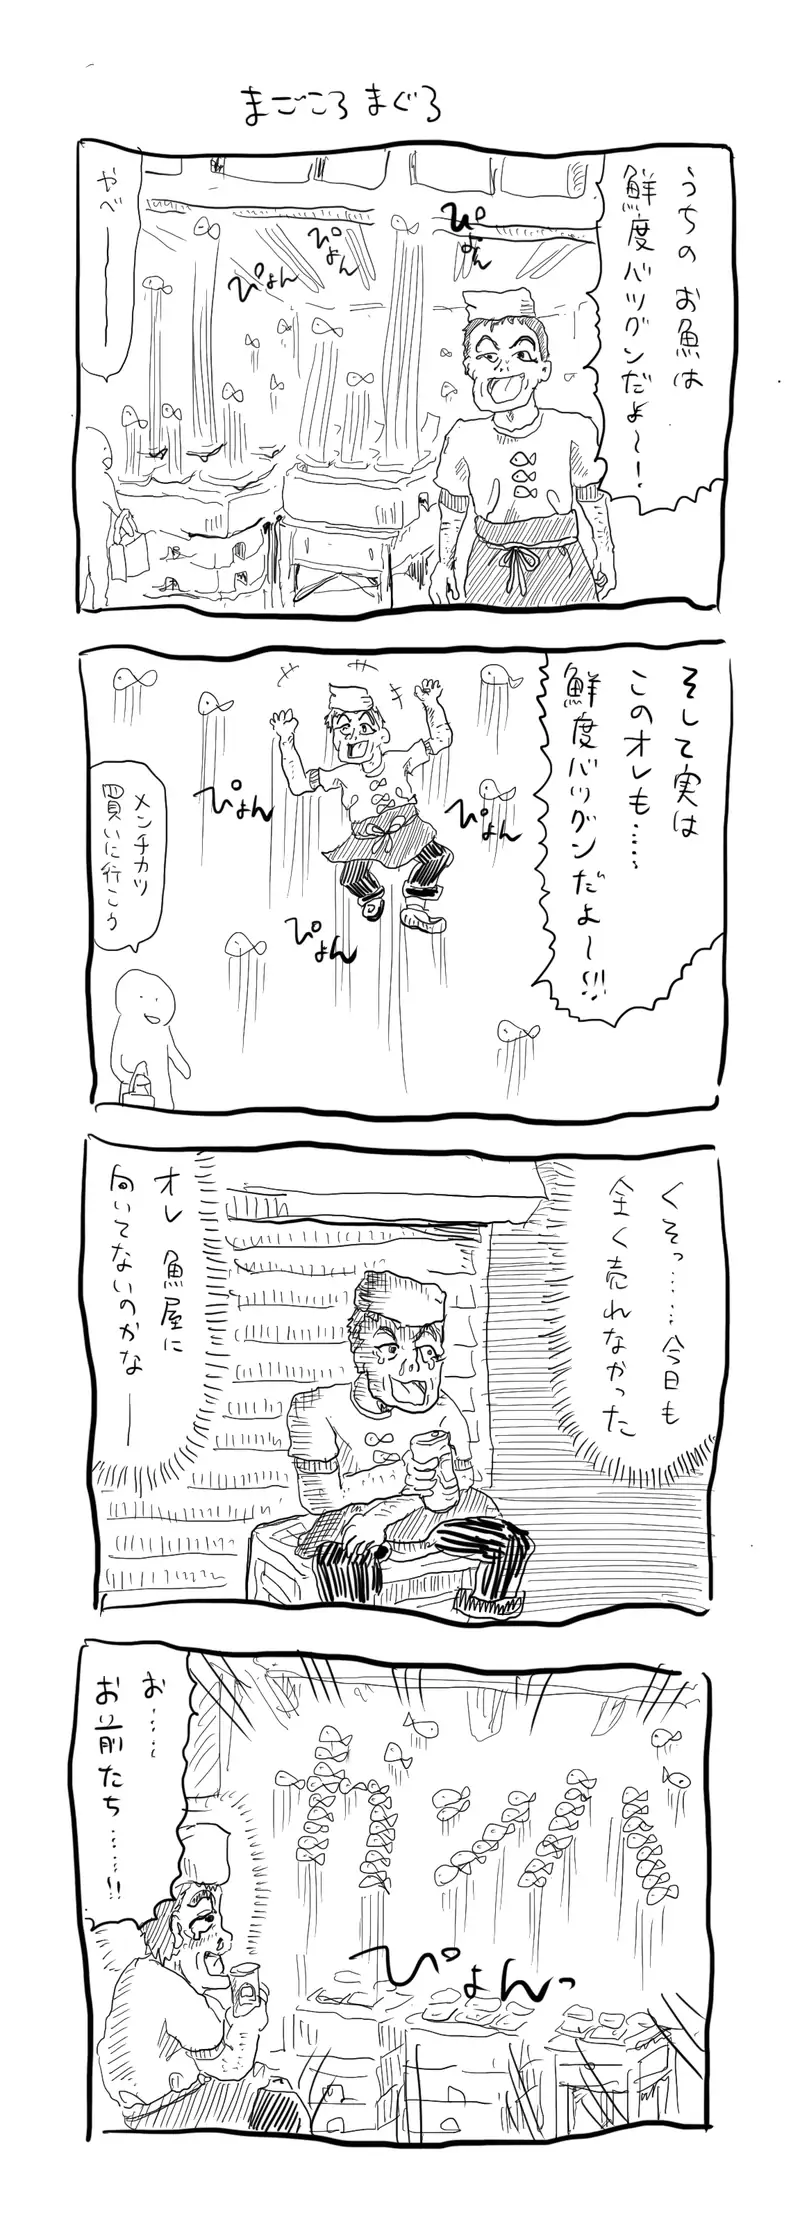 まごころまぐろ
うちのお魚は
鮮度バツグンだよ～!
ぴょん
ぴょん
ぴょん
やべーーー
そして実は
このオレも……
鮮度バツグンだよ～!!!
ぴょん
ぴょん
ぴょん
メンチカツ
買いに行こう
くそっ……今日も
全く売れなかった
オレ 魚屋に
向いてないのかなー
ガンバ
ぴょんっ
お……
お前たち……!!